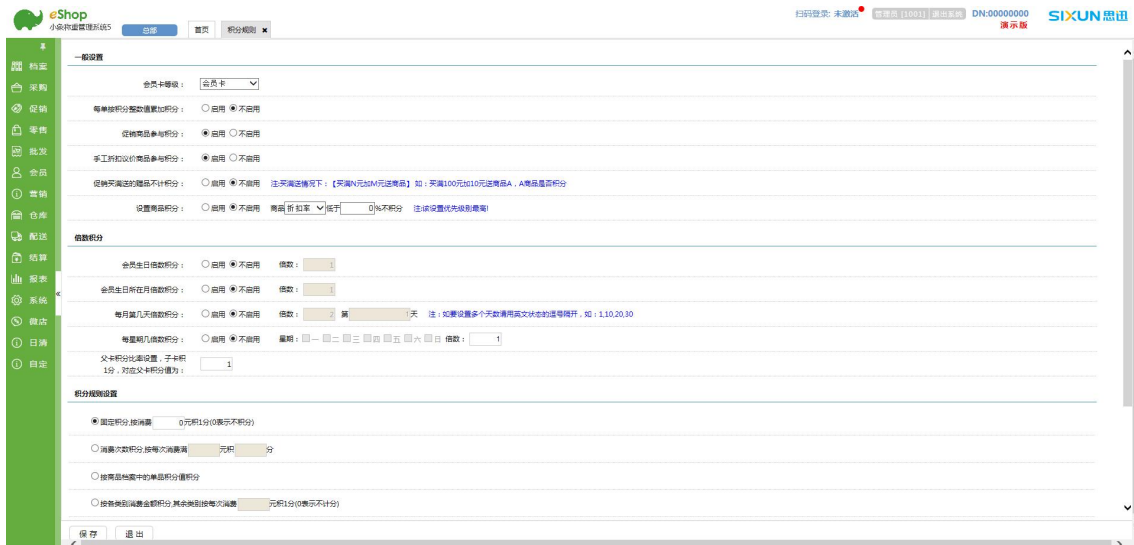 eShop
小象称重管理系统5
总部
首页
积分规则 ×
扫码登录: 未激活
管理员 [1001] 退出系统
DN:00000000
演示版
SIXUN思迅
档案
采购
促销
零售
批发
会员
营销
仓库
配送
结算
报表
系统
微店
日清
自定
一般设置
会员卡等级： 会员卡
每单按积分整数值累加积分： 启用 不启用
促销商品参与积分： 启用 不启用
手工折扣议价商品参与积分： 启用 不启用
促销买满送的赠品不计积分： 启用 不启用 注:买满送情况下：【买满N元加M元送商品】 如：买满100元加10元送商品A，A商品是否积分
设置商品积分： 启用 不启用 商品 折扣率 低于 0 %不积分 注:该设置优先级别最高!
倍数积分
会员生日倍数积分： 启用 不启用 倍数： 1
会员生日所在月倍数积分： 启用 不启用 倍数： 1
每月第几天倍数积分： 启用 不启用 倍数： 2 第 1 天 注：如要设置多个天数请用英文状态的逗号隔开，如：1,10,20,30
每星期几倍数积分： 启用 不启用 星期： 一 二 三 四 五 六 日 倍数： 1
父卡积分比率设置，子卡积
1分，对应父卡积分值为： 1
积分规则设置
固定积分,按消费 0 元积1分(0表示不积分)
消费次数积分,按每次消费满 元积 分
按商品档案中的单品积分值积分
按各类别消费金额积分,其余类别按每次消费 元积1分(0表示不计分)
保存 退出